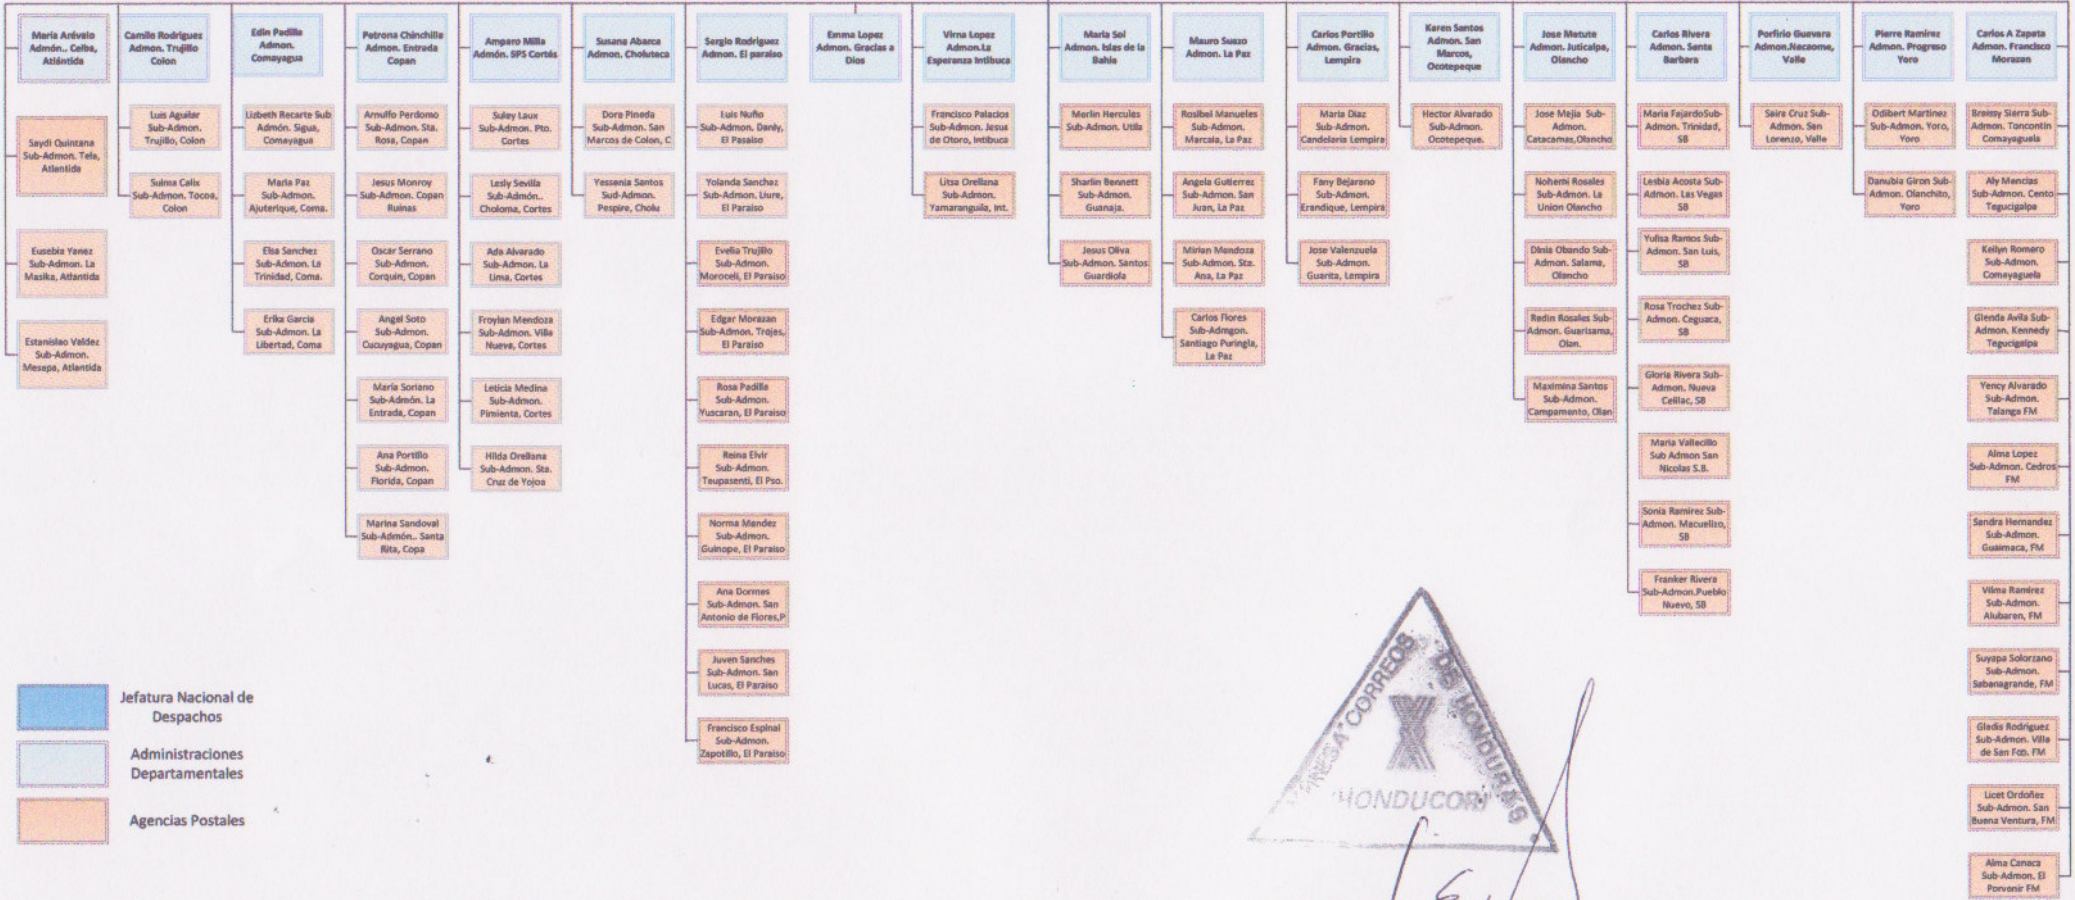 María Arévalo
Admón.. Ceiba,
Atlántida
Saydi Quintana
Sub-Admon. Tela,
Atlantida
Eusebia Yanez
Sub-Admon. La
Masika, Atlantida
Estanislao Valdez
Sub-Admon.
Mesapa, Atlantida
Camilo Rodriguez
Admon. Trujillo
Colon
Luis Aguilar
Sub-Admon.
Trujillo, Colon
Sulma Calix
Sub-Admon. Tocoa,
Colon
Edin Padilla
Admon.
Comayagua
Lizbeth Recarte Sub
Admón. Sigua,
Comayagua
Maria Paz
Sub-Admon.
Ajuterique, Coma.
Elsa Sanchez
Sub-Admon. La
Trinidad, Coma.
Erika Garcia
Sub-Admon. La
Libertad, Coma
Petrona Chinchilla
Admon. Entrada
Copan
Arnulfo Perdomo
Sub-Admon. Sta.
Rosa, Copan
Jesus Monroy
Sub-Admon. Copan
Ruinas
Oscar Serrano
Sub-Admon.
Corquin, Copan
Angel Soto
Sub-Admon.
Cucuyagua, Copan
María Soriano
Sub-Admón. La
Entrada, Copan
Ana Portillo
Sub-Admon.
Florida, Copan
Marina Sandoval
Sub-Admón.. Santa
Rita, Copa
Amparo Milla
Admón. SPS Cortés
Suley Laux
Sub-Admon. Pto.
Cortes
Lesly Sevilla
Sub-Admón..
Choloma, Cortes
Ada Alvarado
Sub-Admon. La
Lima, Cortes
Froylan Mendoza
Sub-Admon. Villa
Nueva, Cortes
Leticia Medina
Sub-Admon.
Pimienta, Cortes
Hilda Orellana
Sub-Admon. Sta.
Cruz de Yojoa
Susana Abarca
Admon. Choluteca
Dora Pineda
Sub-Admon. San
Marcos de Colon, C
Yessenia Santos
Sud-Admon.
Pespire, Cholu
Sergio Rodriguez
Admon. El paraiso
Luis Nuño
Sub-Admon. Danly,
El Pasaiso
Yolanda Sanchez
Sub-Admon. Liure,
El Paraiso
Evelia Trujillo
Sub-Admon.
Moroceli, El Paraiso
Edgar Morazan
Sub-Admon. Trojes,
El Paraiso
Rosa Padilla
Sub-Admon.
Yuscaran, El Paraiso
Reina Elvir
Sub-Admon.
Teupasenti, El Pso.
Norma Mendez
Sub-Admon.
Guinope, El Paraiso
Ana Dormes
Sub-Admon. San
Antonio de Flores,P
Juven Sanches
Sub-Admon. San
Lucas, El Paraiso
Francisco Espinal
Sub-Admon.
Zapotillo, El Paraiso
Emma Lopez
Admon. Gracias a
Dios
Virna Lopez
Admon.La
Esperanza Intibuca
Francisco Palacios
Sub-Admon. Jesus
de Otoro, Intibuca
Litsa Orellana
Sub-Admon.
Yamaranguila, Int.
Maria Sol
Admon. Islas de la
Bahia
Merlin Hercules
Sub-Admon. Utila
Sharlin Bennett
Sub-Admon.
Guanaja.
Jesus Oliva
Sub-Admon. Santos
Guardiola
Mauro Suazo
Admon. La Paz
Rosibel Manueles
Sub-Admon.
Marcala, La Paz
Angela Gutierrez
Sub-Admon. San
Juan, La Paz
Mirian Mendoza
Sub-Admon. Sta.
Ana, La Paz
Carlos Flores
Sub-Admgon.
Santiago Puringla,
La Paz
Carlos Portillo
Admon. Gracias,
Lempira
Maria Diaz
Sub-Admon.
Candelaria Lempira
Fany Bejarano
Sub-Admon.
Erandique, Lempira
Jose Valenzuela
Sub-Admon.
Guarita, Lempira
Karen Santos
Admon. San
Marcos,
Ocotepeque
Hector Alvarado
Sub-Admon.
Ocotepeque.
Jose Matute
Admon. Juticalpa,
Olancho
Jose Mejia Sub-
Admon.
Catacamas,Olancho
Nohemi Rosales
Sub-Admon. La
Union Olancho
Dinia Obando Sub-
Admon. Salama,
Olancho
Redin Rosales Sub-
Admon. Guarisama,
Olan.
Maximina Santos
Sub-Admon.
Campamento, Olan
Carlos Rivera
Admon. Santa
Barbara
Maria FajardoSub-
Admon. Trinidad,
SB
Lesbia Acosta Sub-
Admon. Las Vegas
SB
Yulisa Ramos Sub-
Admon. San Luis,
SB
Rosa Trochez Sub-
Admon. Ceguaca,
SB
Gloria Rivera Sub-
Admon. Nueva
Celilac, SB
Maria Vallecillo
Sub Admon San
Nicolas S.B.
Sonia Ramirez Sub-
Admon. Macuelizo,
SB
Franker Rivera
Sub-Admon.Pueblo
Nuevo, SB
Porfirio Guevara
Admon.Nacaome,
Valle
Saira Cruz Sub-
Admon. San
Lorenzo, Valle
Pierre Ramirez
Admon. Progreso
Yoro
Odibert Martinez
Sub-Admon. Yoro,
Yoro
Danubia Giron Sub-
Admon. Olanchito,
Yoro
Carlos A Zapata
Admon. Francisco
Morazan
Breissy Sierra Sub-
Admon. Toncontin
Comayaguela
Aly Mencias
Sub-Admon. Cento
Tegucigalpa
Kellyn Romero
Sub-Admon.
Comayaguela
Glenda Avila Sub-
Admon. Kennedy
Tegucigalpa
Yency Alvarado
Sub-Admon.
Talanga FM
Alma Lopez
Sub-Admon. Cedros
FM
Sandra Hernandez
Sub-Admon.
Guaimaca, FM
Vilma Ramirez
Sub-Admon.
Alubaren, FM
Suyapa Solorzano
Sub-Admon.
Sabanagrande, FM
Gladis Rodriguez
Sub-Admon. Villa
de San Fco. FM
Licet Ordoñez
Sub-Admon. San
Buena Ventura, FM
Alma Canaca
Sub-Admon. El
Porvenir FM
Jefatura Nacional de
Despachos
Administraciones
Departamentales
Agencias Postales
CORREOS
DE HONDURAS
HONDUCOR